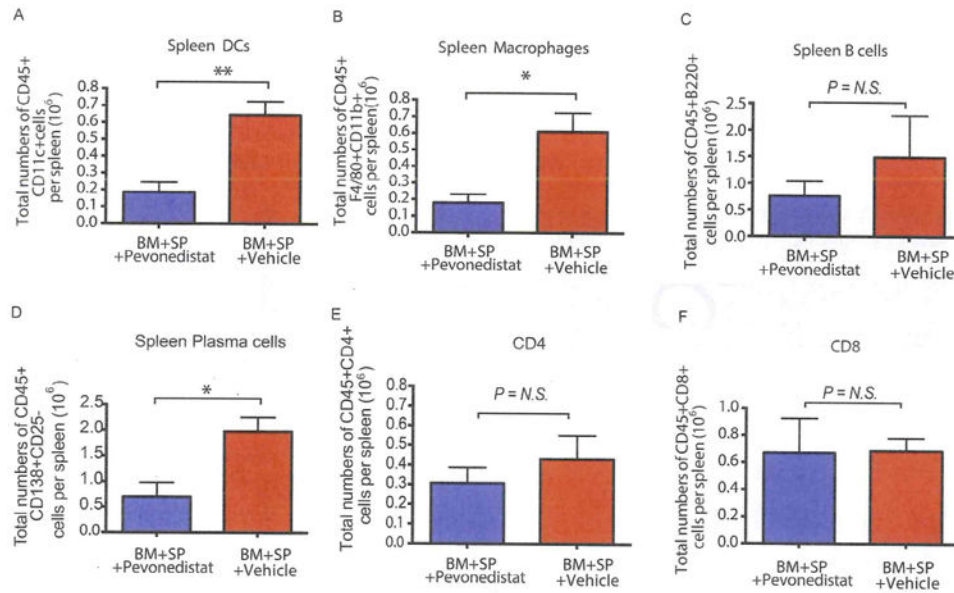 A
Spleen DCs
**
Total numbers of CD45+
CD11c+cells
per spleen (10⁶)
0.8
0.7
0.6
0.5
0.4
0.3
0.2
0.1
0.0
BM+SP
+Pevonedistat
BM+SP
+Vehicle
B
Spleen Macrophages
*
Total numbers of CD45+
F4/80+CD11b+
cells per spleen(10⁶)
0.8
0.7
0.6
0.5
0.4
0.3
0.2
0.1
0.0
BM+SP
+Pevonedistat
BM+SP
+Vehicle
C
Spleen B cells
P = N.S.
Total numbers of CD45+B220+
cells per spleen (10⁶)
2.5
2.0
1.5
1.0
0.5
0.0
BM+SP
+Pevonedistat
BM+SP
+Vehicle
D
Spleen Plasma cells
*
Total numbers of CD45+
CD138+CD25-
cells per spleen (10⁶)
2.5
2.0
1.5
1.0
0.5
0.0
BM+SP
+Pevonedistat
BM+SP
+Vehicle
E
CD4
P = N.S.
Total numbers of CD45+CD4+
cells per spleen (10⁶)
0.8
0.7
0.6
0.5
0.4
0.3
0.2
0.1
0.0
BM+SP
+Pevonedistat
BM+SP
+Vehicle
F
CD8
P = N.S.
Total numbers of CD45+CD8+
cells per spleen (10⁶)
1.0
0.8
0.6
0.4
0.2
0.0
BM+SP
+Pevonedistat
BM+SP
+Vehicle